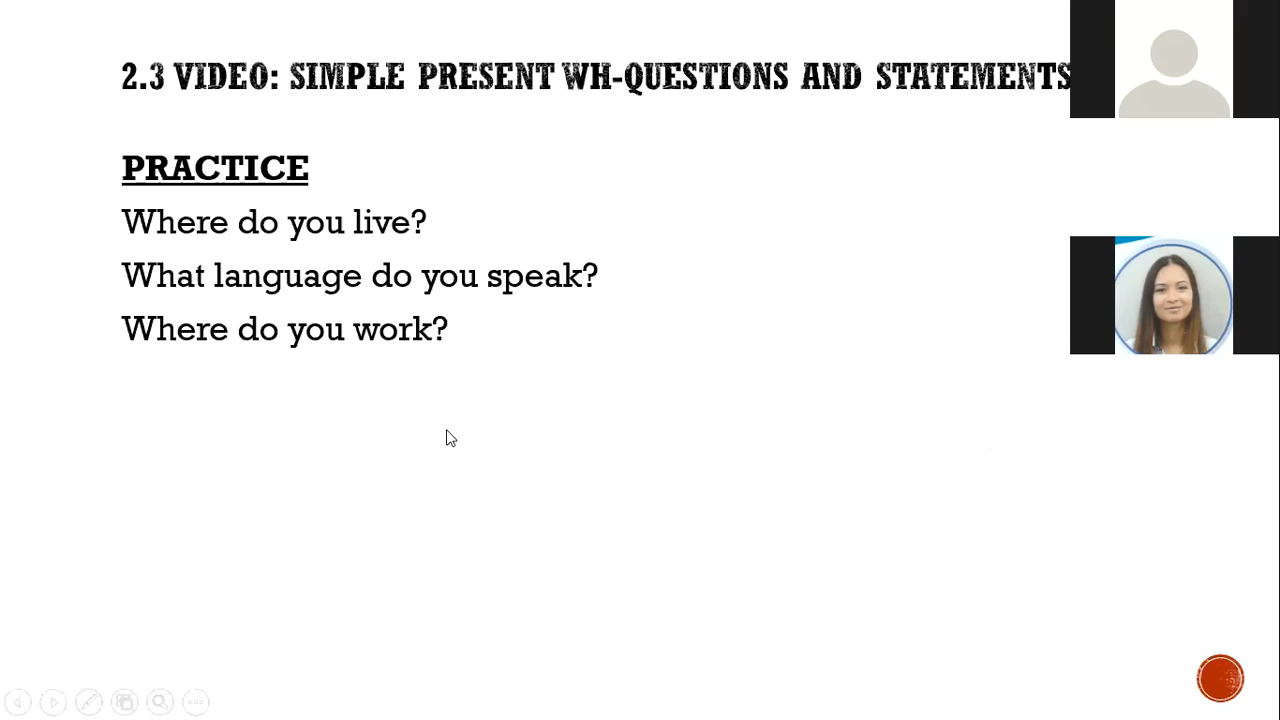 2.3 VIDEO: SIMPLE PRESENT WH-QUESTIONS AND STATEMENTS
PRACTICE
Where do you live?
What language do you speak?
Where do you work?